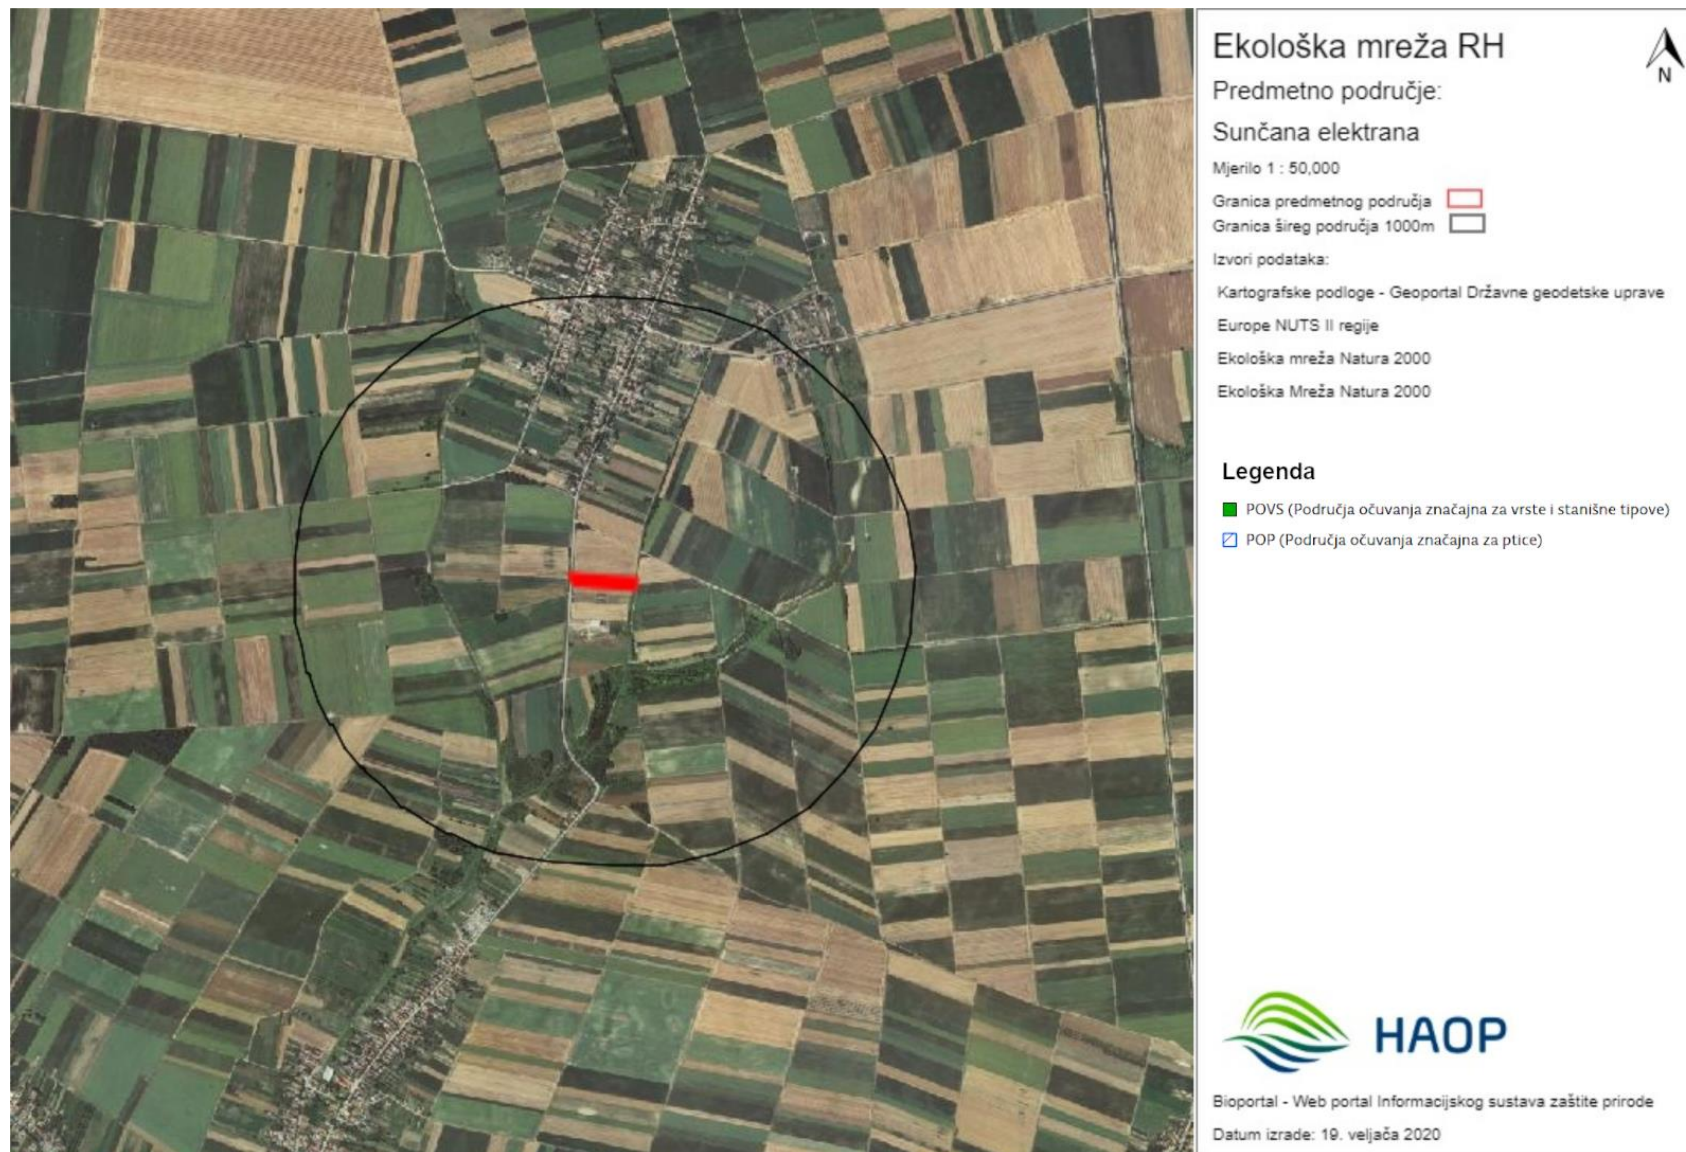 Ekološka mreža RH
N
Predmetno područje:
Sunčana elektrana
Mjerilo 1 : 50,000
Granica predmetnog područja
Granica šireg područja 1000m
Izvori podataka:
Kartografske podloge - Geoportal Državne geodetske uprave
Europe NUTS II regije
Ekološka mreža Natura 2000
Ekološka Mreža Natura 2000
Legenda
POVS (Područja očuvanja značajna za vrste i stanišne tipove)
POP (Područja očuvanja značajna za ptice)
HAOP
Bioportal - Web portal Informacijskog sustava zaštite prirode
Datum izrade: 19. veljača 2020